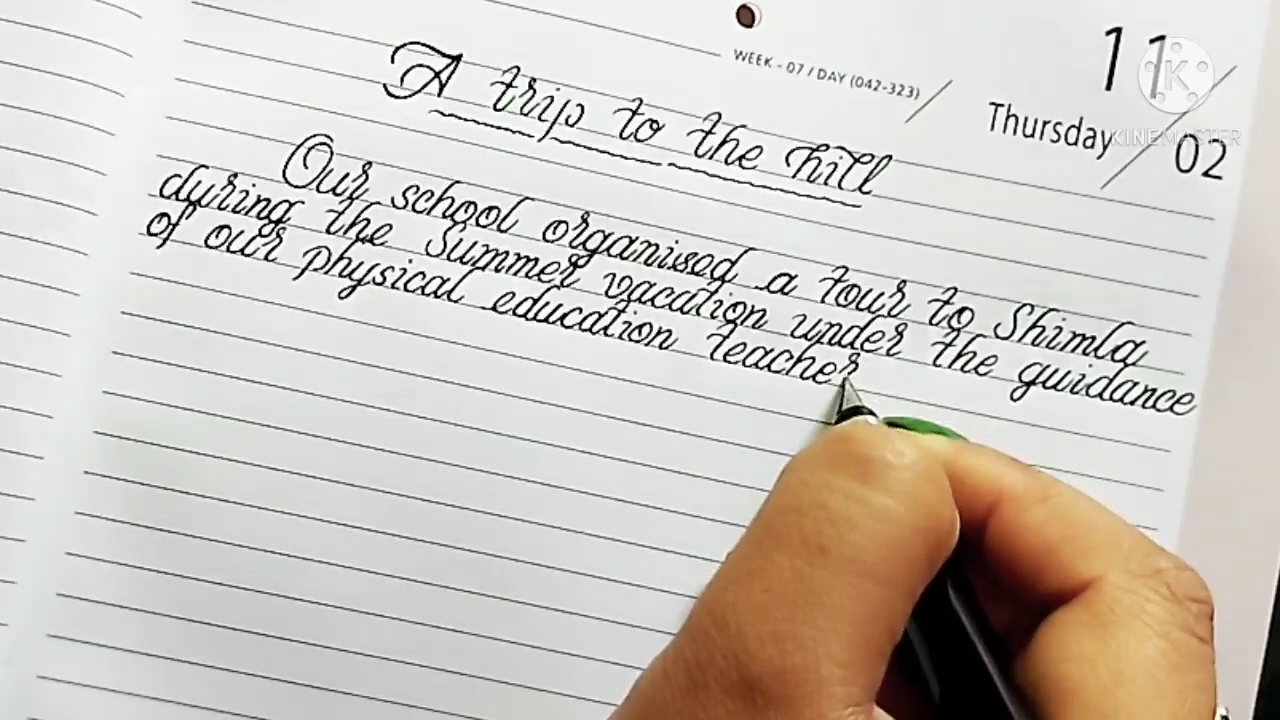 11
WEEK - 07 / DAY (042-323)
Thursday
02
KINEMASTER
A trip to the hill
Our school organised a tour to Shimla
during the Summer vacation under the guidance
of our physical education teacher